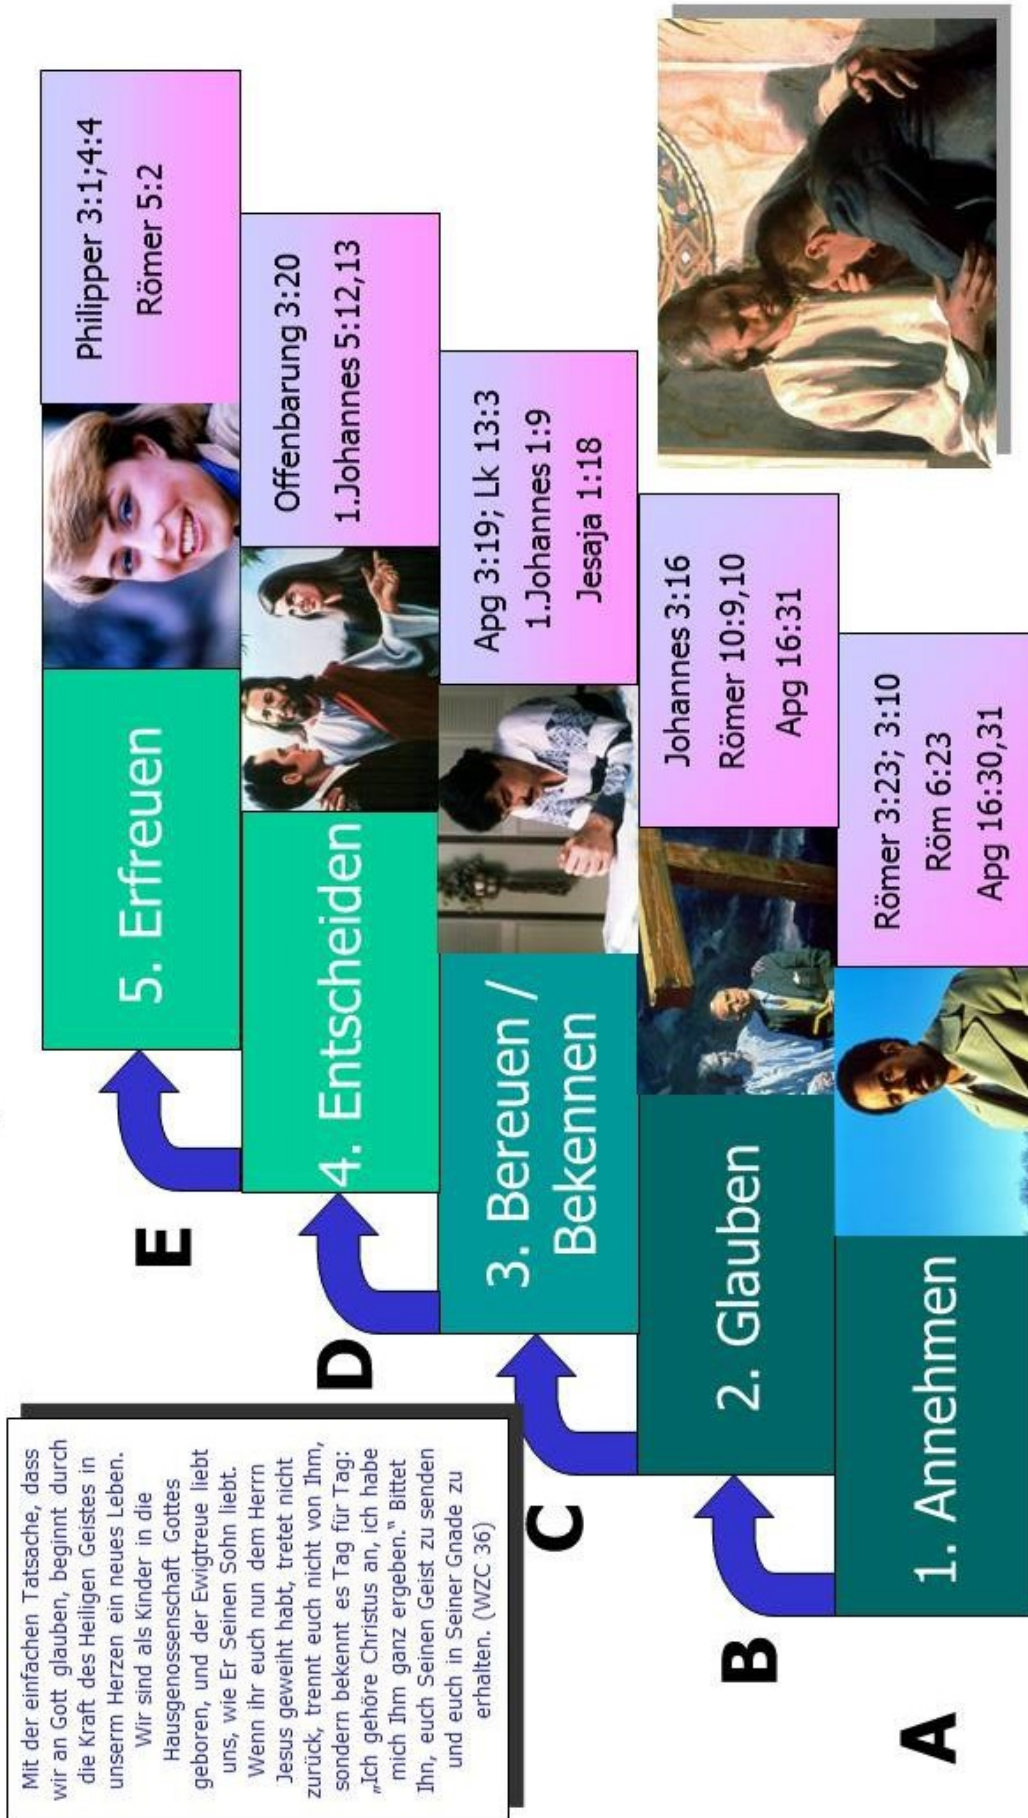 Mit der einfachen Tatsache, dass
wir an Gott glauben, beginnt durch
die Kraft des Heiligen Geistes in
unserm Herzen ein neues Leben.
Wir sind als Kinder in die
Hausgenossenschaft Gottes
geboren, und der Ewigtreue liebt
uns, wie Er Seinen Sohn liebt.
Wenn ihr euch nun dem Herrn
Jesus geweiht habt, tretet nicht
zurück, trennt euch nicht von Ihm,
sondern bekennt es Tag für Tag:
„Ich gehöre Christus an, ich habe
mich Ihm ganz ergeben." Bittet
Ihn, euch Seinen Geist zu senden
und euch in Seiner Gnade zu
erhalten. (WZC 36)
E
5. Erfreuen
Philipper 3:1;4:4
Römer 5:2
D
4. Entscheiden
Offenbarung 3:20
1.Johannes 5:12,13
C
3. Bereuen /
Bekennen
Apg 3:19; Lk 13:3
1.Johannes 1:9
Jesaja 1:18
B
2. Glauben
Johannes 3:16
Römer 10:9,10
Apg 16:31
A
1. Annehmen
Römer 3:23; 3:10
Röm 6:23
Apg 16:30,31